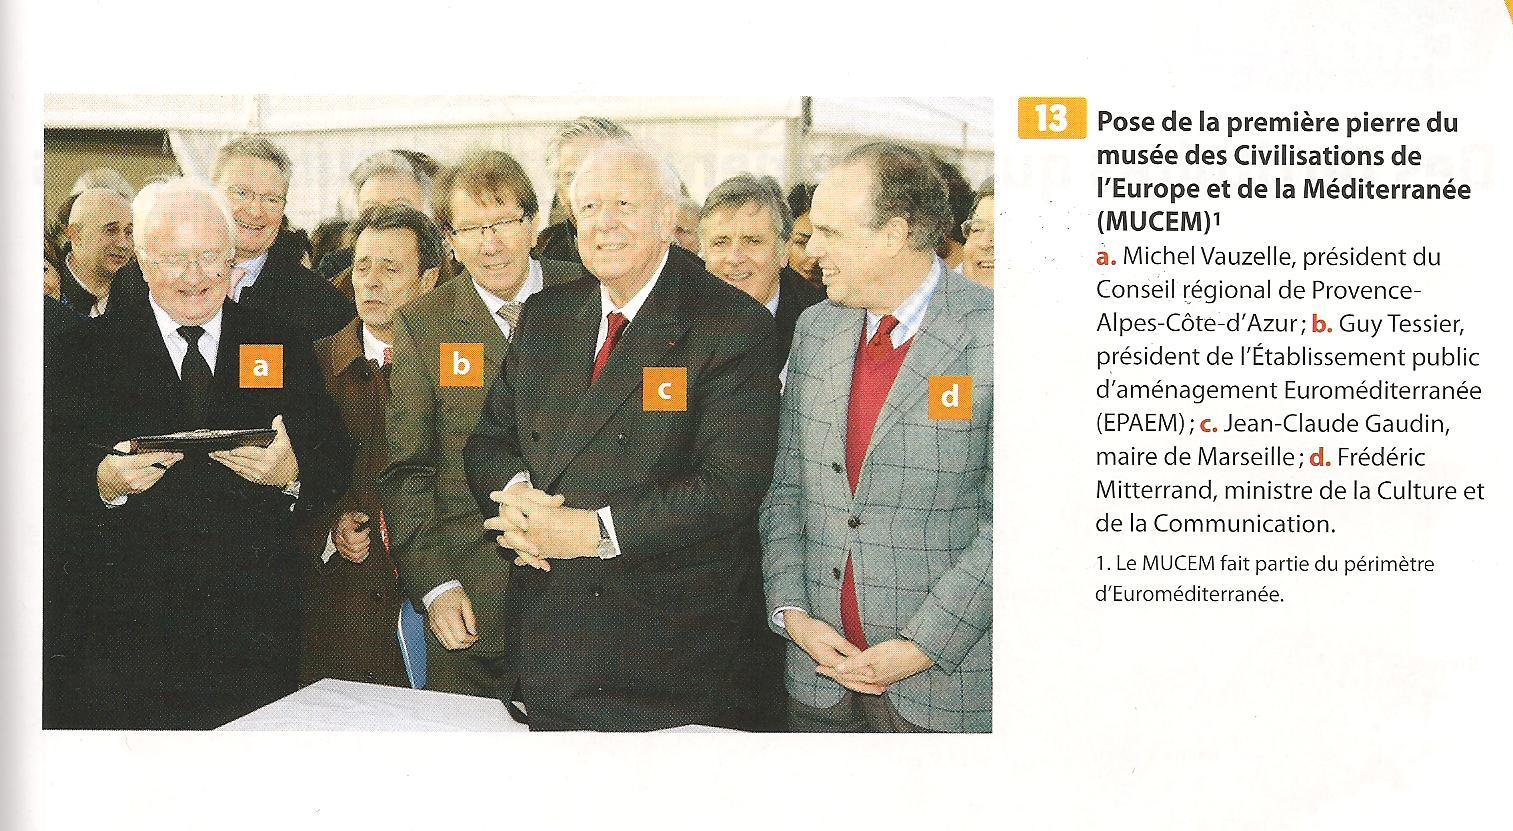 a
b
c
d
13
Pose de la première pierre du
musée des Civilisations de
l'Europe et de la Méditerranée
(MUCEM)¹
a. Michel Vauzelle, président du
Conseil régional de Provence-
Alpes-Côte-d'Azur ; b. Guy Tessier,
président de l'Établissement public
d'aménagement Euroméditerranée
(EPAEM) ; c. Jean-Claude Gaudin,
maire de Marseille ; d. Frédéric
Mitterrand, ministre de la Culture et
de la Communication.
1. Le MUCEM fait partie du périmètre
d'Euroméditerranée.